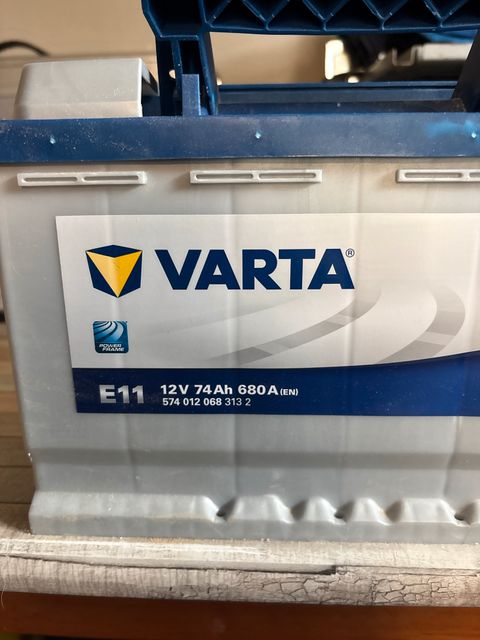 VARTA®
POWER
FRAME
E11 12V 74Ah 680A (EN)
574 012 068 313 2